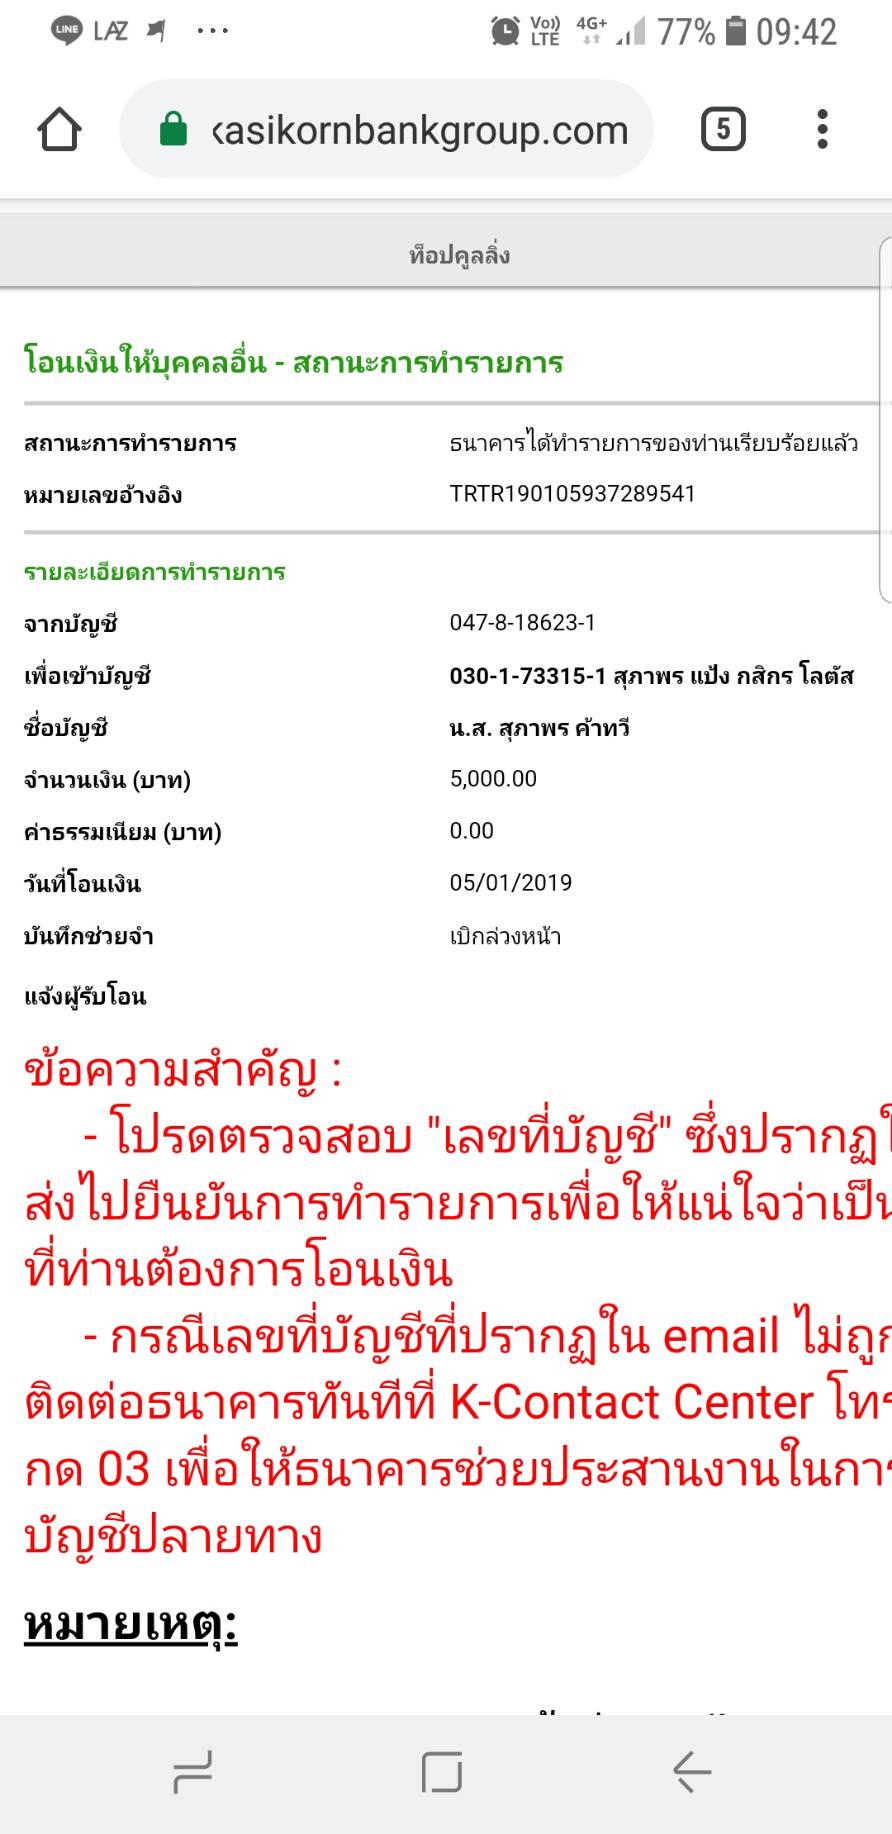 LINE LAZ ... Vo)) LTE 4G+ 77% 09:42
kasikornbankgroup.com 5
ท็อปคูลลิ่ง
โอนเงินให้บุคคลอื่น - สถานะการทำรายการ
สถานะการทำรายการ ธนาคารได้ทำรายการของท่านเรียบร้อยแล้ว
หมายเลขอ้างอิง TRTR190105937289541
รายละเอียดการทำรายการ
จากบัญชี 047-8-18623-1
เพื่อเข้าบัญชี 030-1-73315-1 สุภาพร แป้ง กสิกร โลตัส
ชื่อบัญชี น.ส. สุภาพร ค้าทวี
จำนวนเงิน (บาท) 5,000.00
ค่าธรรมเนียม (บาท) 0.00
วันที่โอนเงิน 05/01/2019
บันทึกช่วยจำ เบิกล่วงหน้า
แจ้งผู้รับโอน
ข้อความสำคัญ :
- โปรดตรวจสอบ "เลขที่บัญชี" ซึ่งปรากฏใ
ส่งไปยืนยันการทำรายการเพื่อให้แน่ใจว่าเป็น
ที่ท่านต้องการโอนเงิน
- กรณีเลขที่บัญชีที่ปรากฏใน email ไม่ถูก
ติดต่อธนาคารทันทีที่ K-Contact Center โทร
กด 03 เพื่อให้ธนาคารช่วยประสานงานในการ
บัญชีปลายทาง
หมายเหตุ: